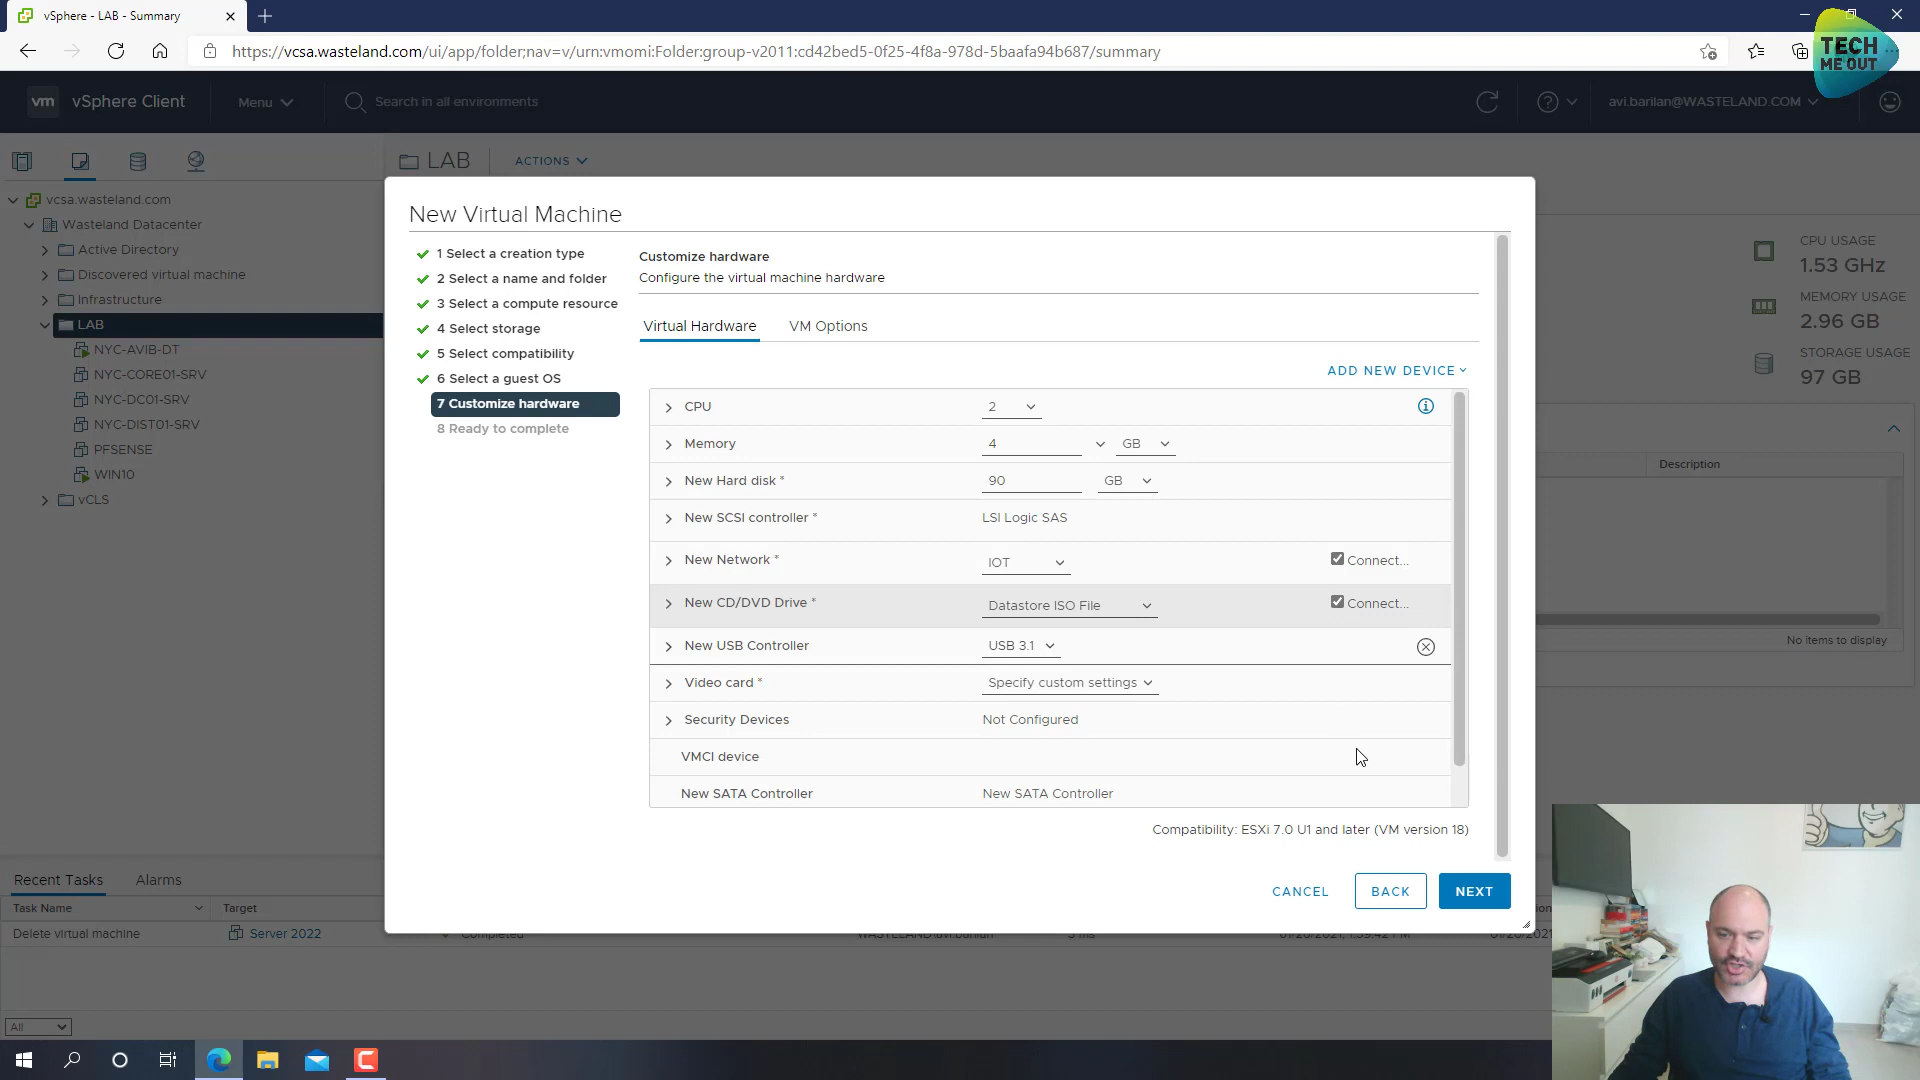 vSphere - LAB - Summary
https://vcsa.wasteland.com/ui/app/folder;nav=v/urn:vmomi:Folder:group-v2011:cd42bed5-0f25-4f8a-978d-5baafa94b687/summary
TECH
ME OUT
vm vSphere Client Menu Search in all environments avi.barilan@WASTELAND.COM
LAB ACTIONS
vcsa.wasteland.com
Wasteland Datacenter
Active Directory
Discovered virtual machine
Infrastructure
LAB
NYC-AVIB-DT
NYC-CORE01-SRV
NYC-DC01-SRV
NYC-DIST01-SRV
PFSENSE
WIN10
vCLS
New Virtual Machine
1 Select a creation type
2 Select a name and folder
3 Select a compute resource
4 Select storage
5 Select compatibility
6 Select a guest OS
7 Customize hardware
8 Ready to complete
Customize hardware
Configure the virtual machine hardware
Virtual Hardware VM Options
ADD NEW DEVICE
CPU 2
Memory 4 GB
New Hard disk * 90 GB
New SCSI controller * LSI Logic SAS
New Network * IOT Connect...
New CD/DVD Drive * Datastore ISO File Connect...
New USB Controller USB 3.1
Video card * Specify custom settings
Security Devices Not Configured
VMCI device
New SATA Controller New SATA Controller
Compatibility: ESXi 7.0 U1 and later (VM version 18)
CANCEL BACK NEXT
CPU USAGE
1.53 GHz
MEMORY USAGE
2.96 GB
STORAGE USAGE
97 GB
Description
No items to display
Recent Tasks Alarms
Task Name Target
Delete virtual machine Server 2022
All